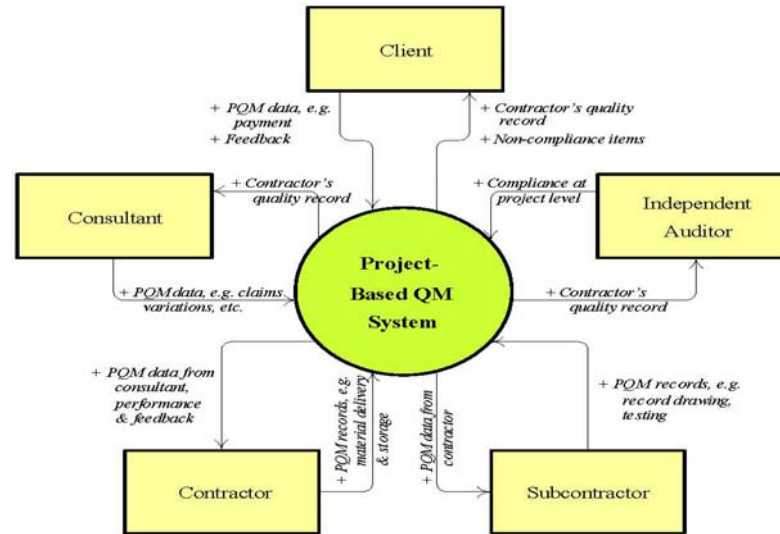 Client
+ PQM data, e.g.
payment
+ Feedback
+ Contractor's quality
record
+ Non-compliance items
Consultant
+ Contractor's
quality record
+ Compliance at
project level
Independent
Auditor
Project-
Based QM
System
+ PQM data, e.g. claims
variations, etc.
+ Contractor's
quality record
+ PQM data from
consultant,
performance
& feedback
+ PQM records, e.g.
material delivery
& storage
+ PQM data from
contractor
+ PQM records, e.g.
record drawing,
testing
Contractor
Subcontractor